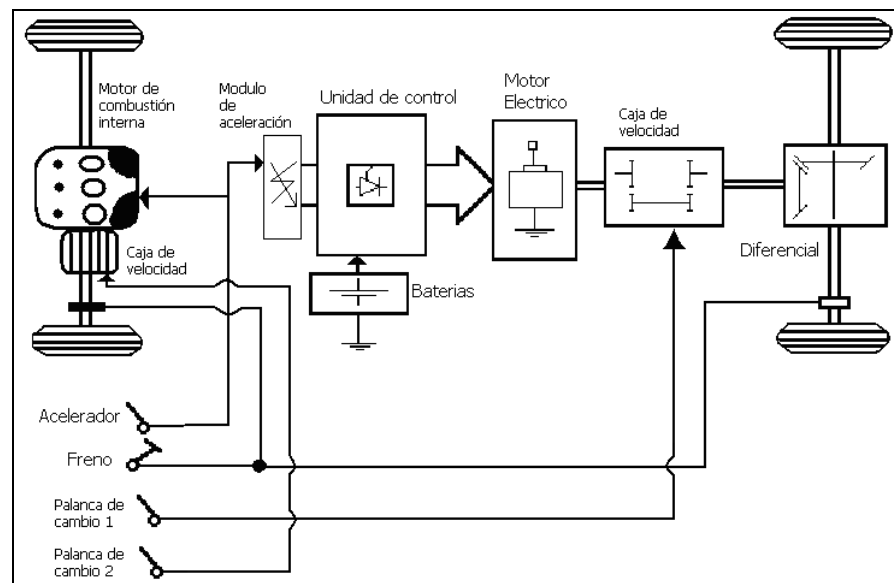 Motor de
combustión
interna
Modulo
de
aceleración
Unidad de control
Motor
Electrico
Caja de
velocidad
Caja de
velocidad
Baterias
Diferencial
Acelerador
Freno
Palanca de
cambio 1
Palanca de
cambio 2